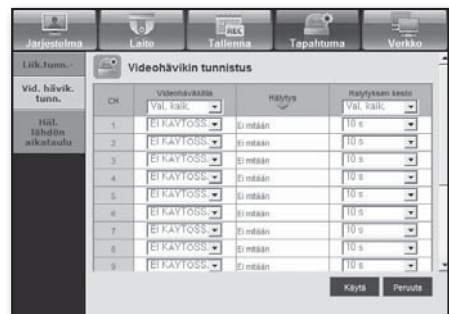 Järjestelmä Laite Tallenna Tapahtuma Verkko
REC
Liik.tunn.
Vid. hävik. tunn.
Häl. lähdön aikataulu
Videohävikin tunnistus
CH Videohäväkilla Hälytys Halytyksen kesto
Val. kaik. Val. kaik.
1 EI KÄYTÖSS. Ei mitään 10 s
2 EI KÄYTÖSS. Ei mitään 10 s
3 EI KÄYTÖSS. Ei mitään 10 s
4 EI KÄYTÖSS. Ei mitään 10 s
5 EI KÄYTÖSS. Ei mitään 10 s
6 EI KÄYTÖSS. Ei mitään 10 s
7 EI KÄYTÖSS. Ei mitään 10 s
8 EI KÄYTÖSS. Ei mitään 10 s
9 EI KÄYTÖSS. Ei mitään 10 s
Käytä Peruuta